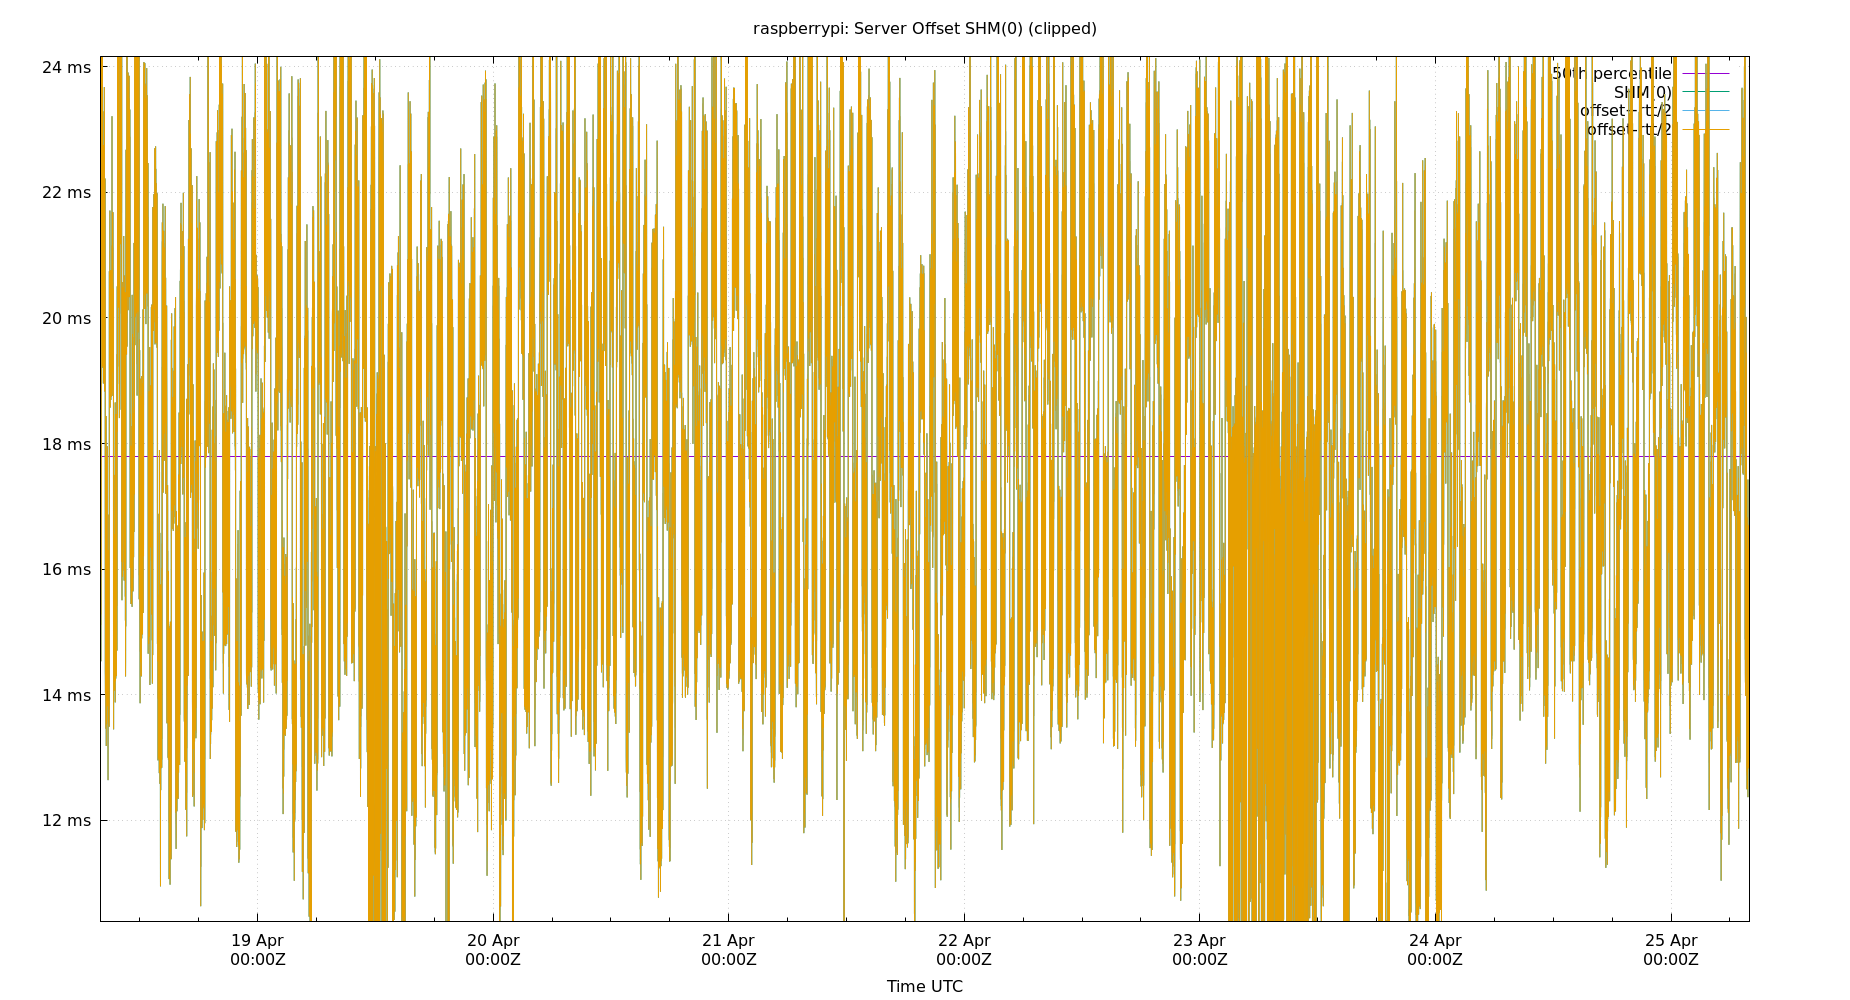 raspberrypi: Server Offset SHM(0) (clipped)
24 ms
22 ms
20 ms
18 ms
16 ms
14 ms
12 ms
50th percentile
SHM(0)
offset+rtt/2
offset-rtt/2
19 Apr
00:00Z
20 Apr
00:00Z
21 Apr
00:00Z
22 Apr
00:00Z
23 Apr
00:00Z
24 Apr
00:00Z
25 Apr
00:00Z
Time UTC